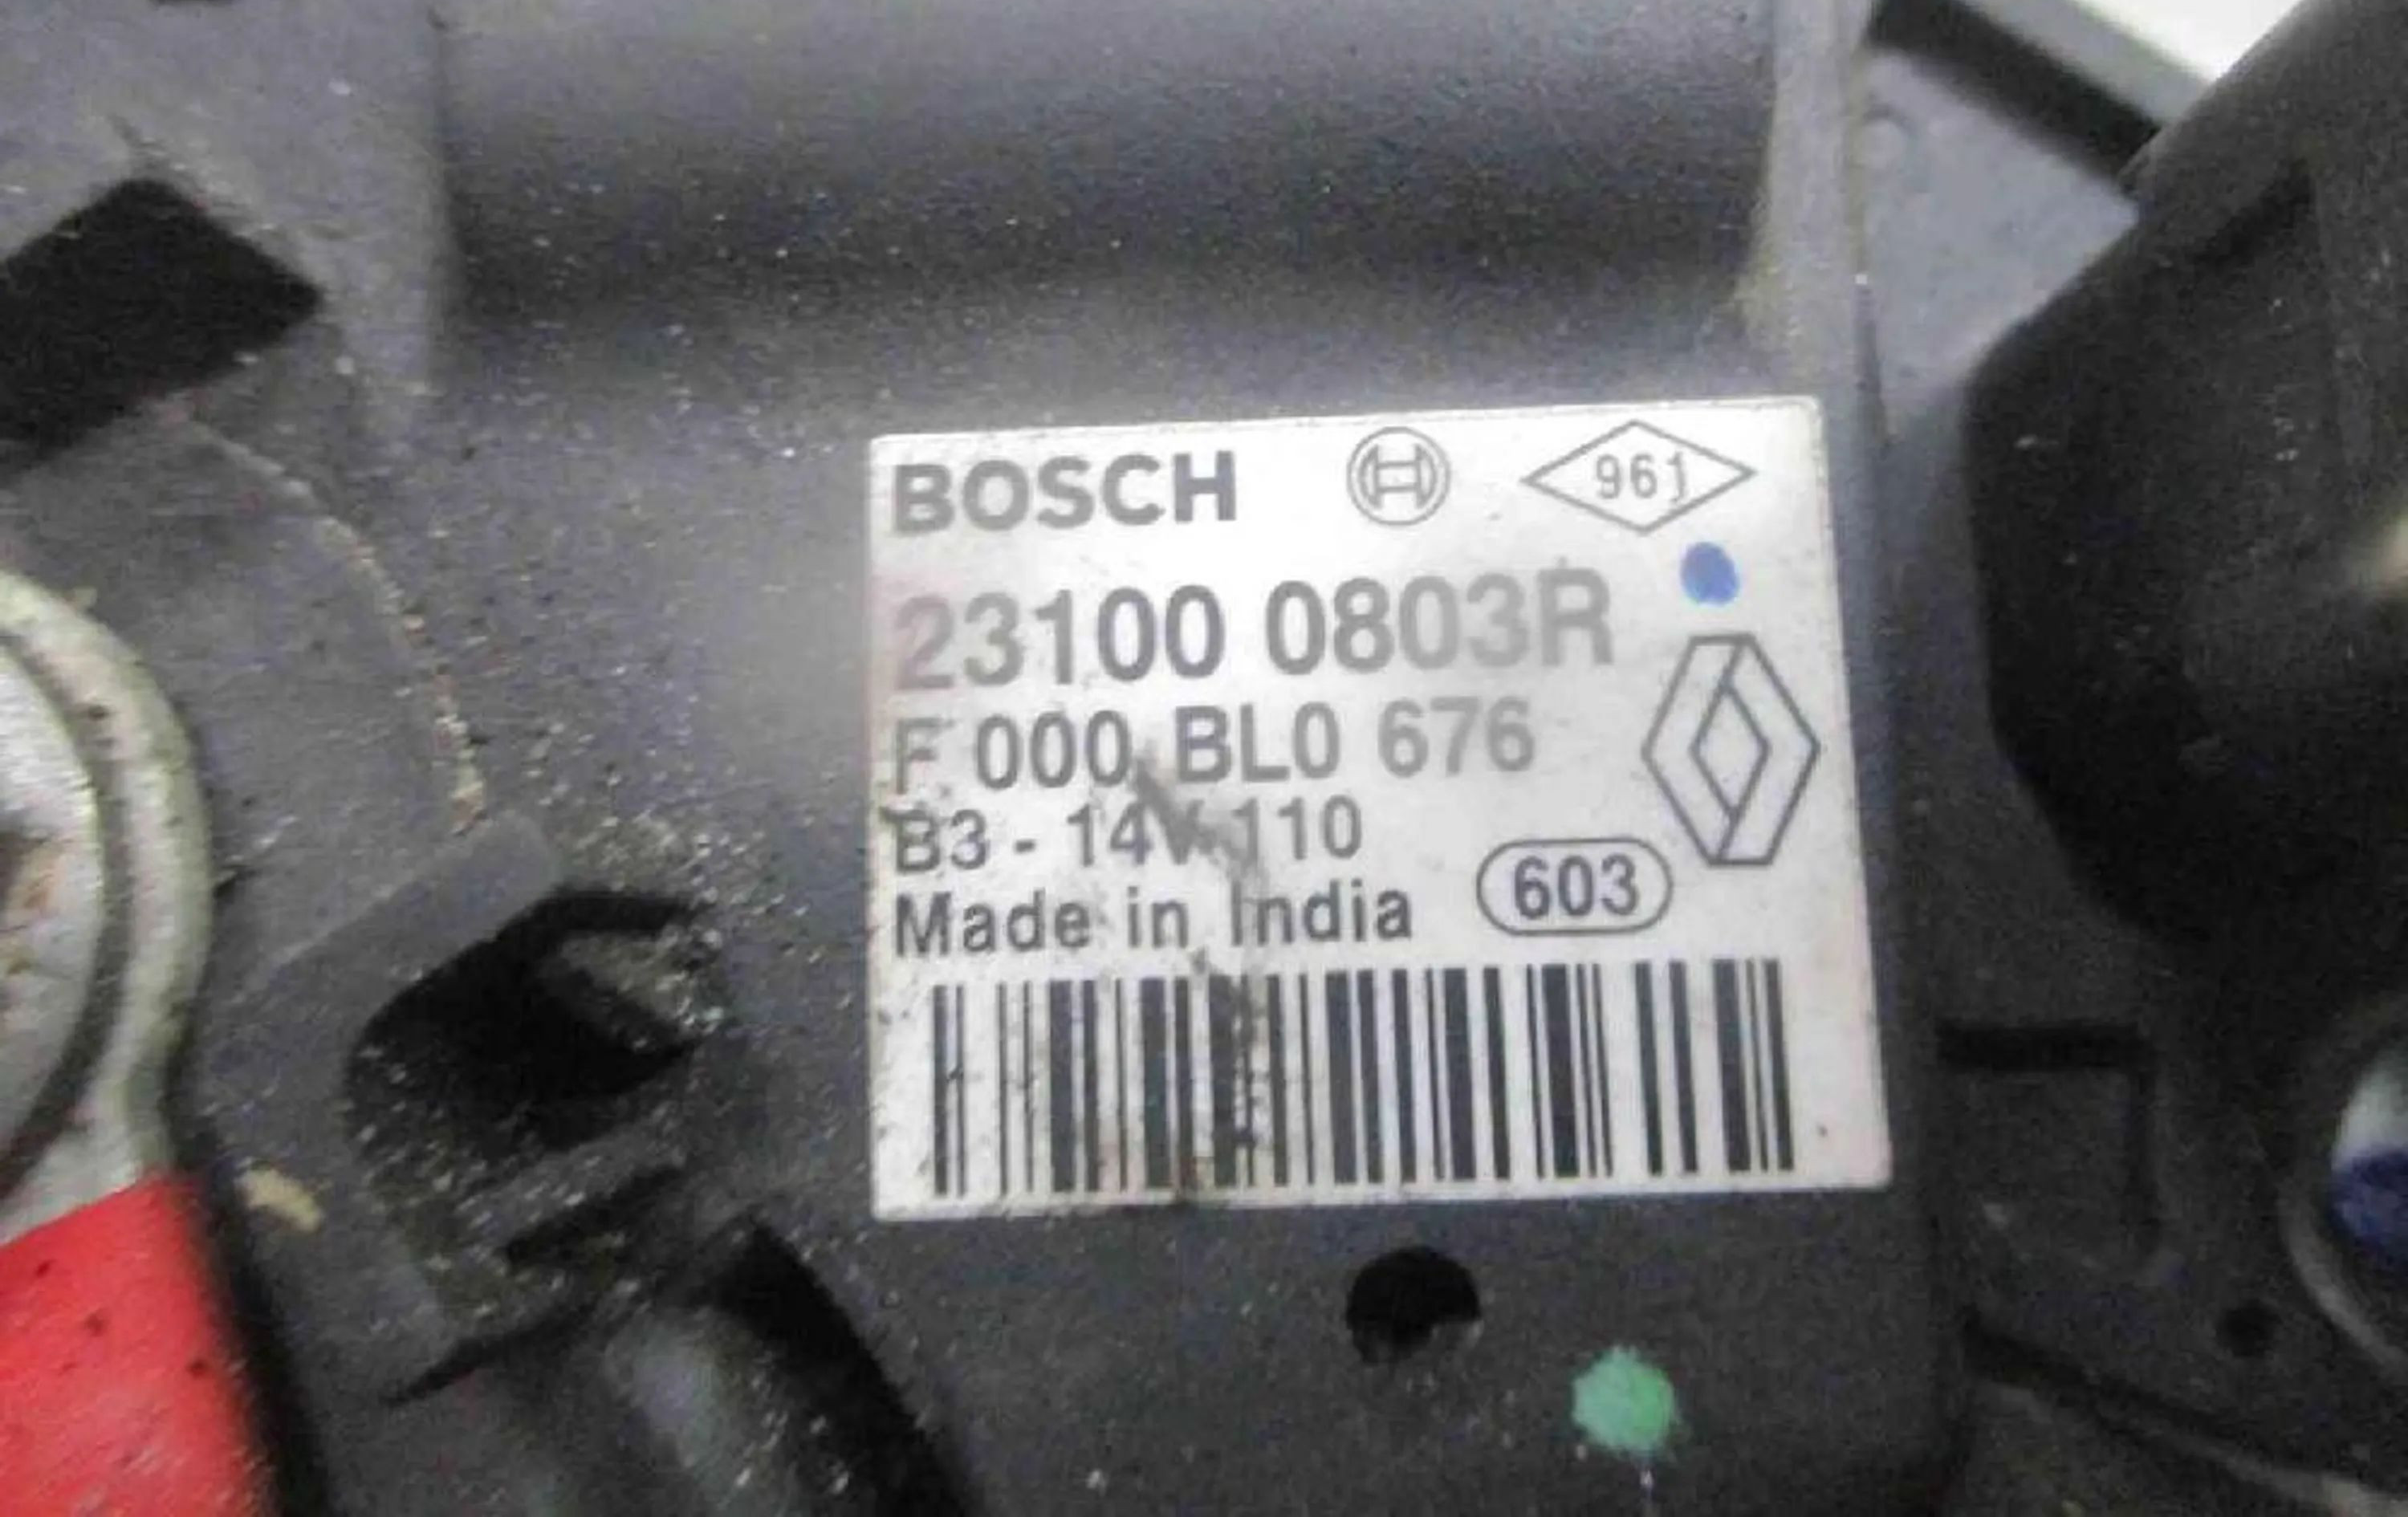 BOSCH 961
23100 0803R
F 000 BL0 676
B3 - 14V 110
Made in India 603